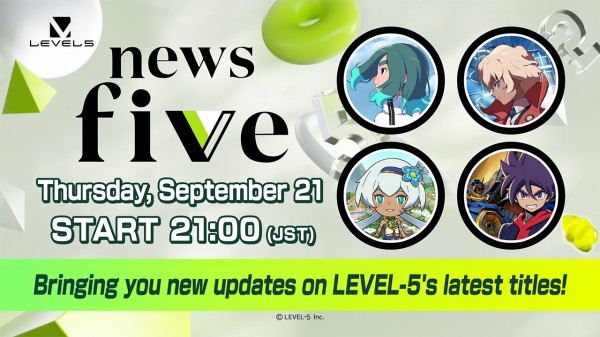 LEVEL5
news
five
Thursday, September 21
START 21:00 (JST)
Bringing you new updates on LEVEL-5's latest titles!
© LEVEL-5 Inc.